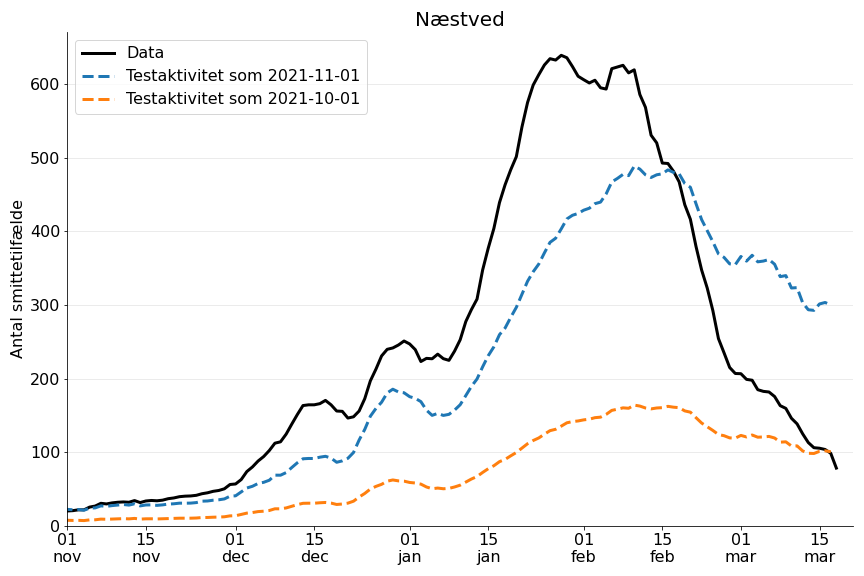 Næstved
Data
Testaktivitet som 2021-11-01
Testaktivitet som 2021-10-01
Antal smittetilfælde
600
500
400
300
200
100
0
01 15 01 15 01 15 01 15 01 15
nov nov dec dec jan jan feb feb mar mar